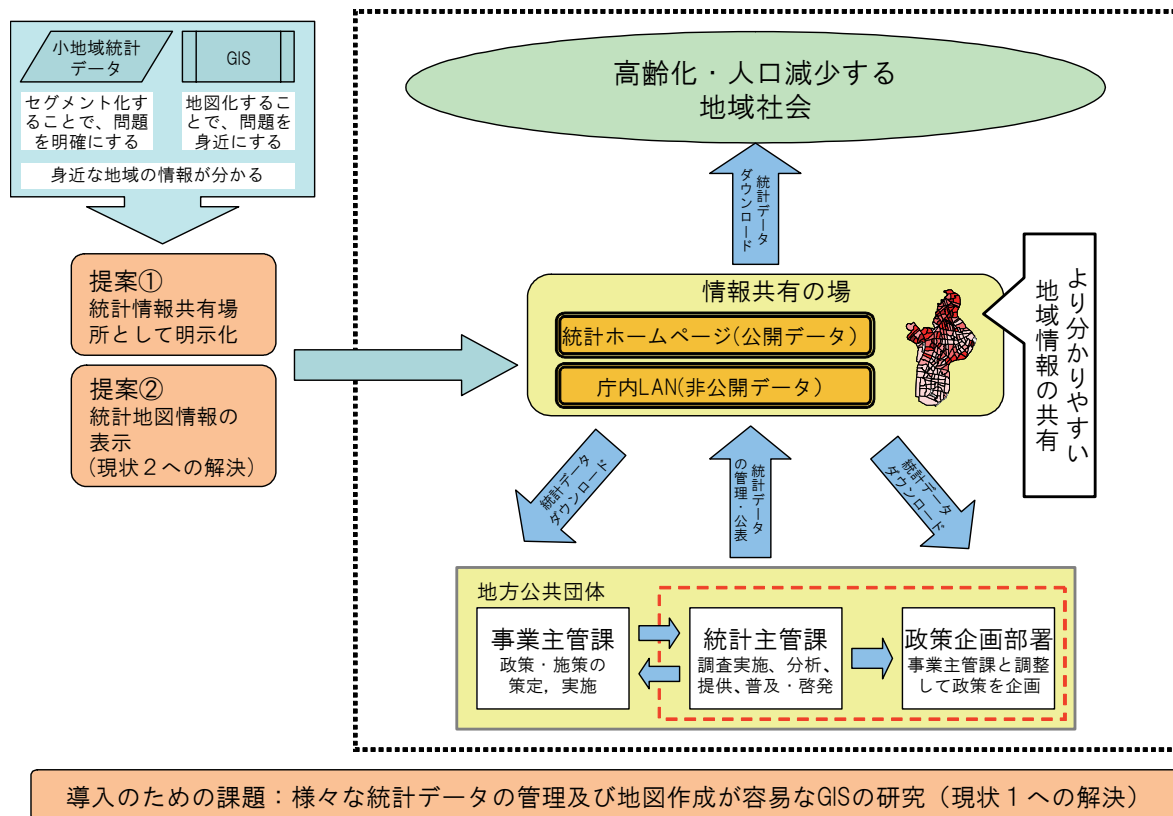 小地域統計
データ
GIS
セグメント化す
ることで、問題
を明確にする
地図化するこ
とで、問題を
身近にする
身近な地域の情報が分かる
提案①
統計情報共有場
所として明示化
提案②
統計地図情報の
表示
(現状２への解決)
高齢化・人口減少する
地域社会
統計データ
ダウンロード
情報共有の場
統計ホームページ(公開データ)
庁内LAN(非公開データ)
より分かりやすい
地域情報の共有
統計データ
ダウンロード
統計データ
の管理・公表
統計データ
ダウンロード
地方公共団体
事業主管課
政策・施策の
策定，実施
統計主管課
調査実施、分析、
提供、普及・啓発
政策企画部署
事業主管課と調整
して政策を企画
導入のための課題：様々な統計データの管理及び地図作成が容易なGISの研究（現状１への解決）